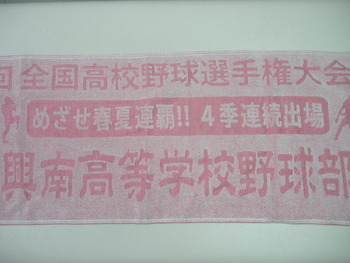 回 全国高校野球選手権大会
めざせ春夏連覇!! 4季連続出場
興南高等学校野球部